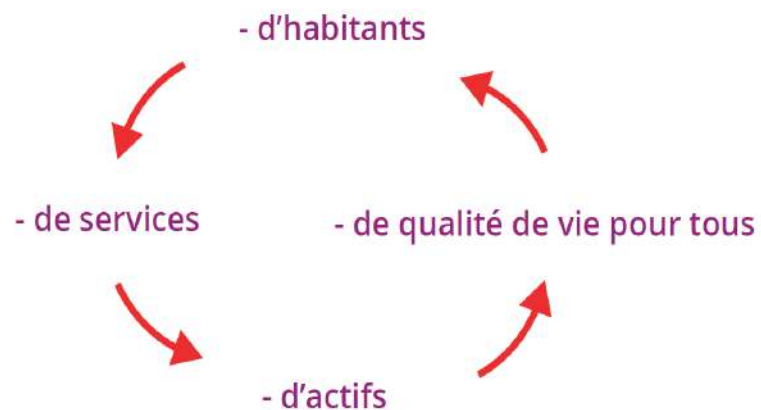 - d'habitants
- de services
- de qualité de vie pour tous
- d'actifs